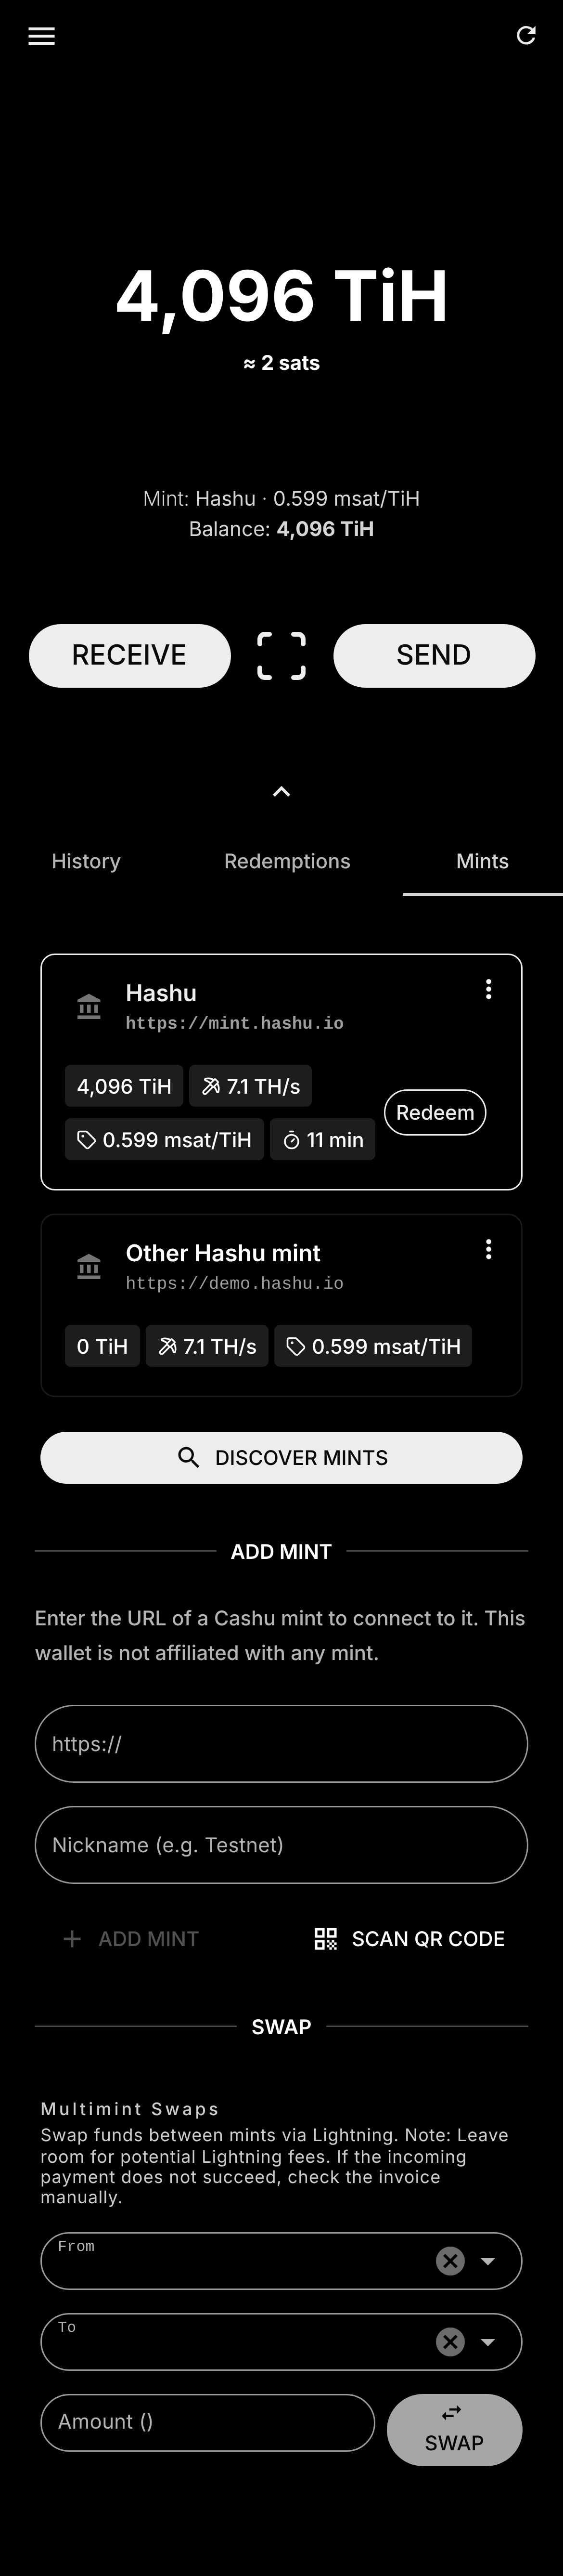 4,096 TiH
≈ 2 sats
Mint: Hashu · 0.599 msat/TiH
Balance: 4,096 TiH
RECEIVE
SEND
History
Redemptions
Mints
Hashu
https://mint.hashu.io
4,096 TiH
7.1 TH/s
0.599 msat/TiH
11 min
Redeem
Other Hashu mint
https://demo.hashu.io
0 TiH
7.1 TH/s
0.599 msat/TiH
DISCOVER MINTS
ADD MINT
Enter the URL of a Cashu mint to connect to it. This
wallet is not affiliated with any mint.
https://
Nickname (e.g. Testnet)
ADD MINT
SCAN QR CODE
SWAP
Multimint Swaps
Swap funds between mints via Lightning. Note: Leave
room for potential Lightning fees. If the incoming
payment does not succeed, check the invoice
manually.
From
To
Amount ()
SWAP